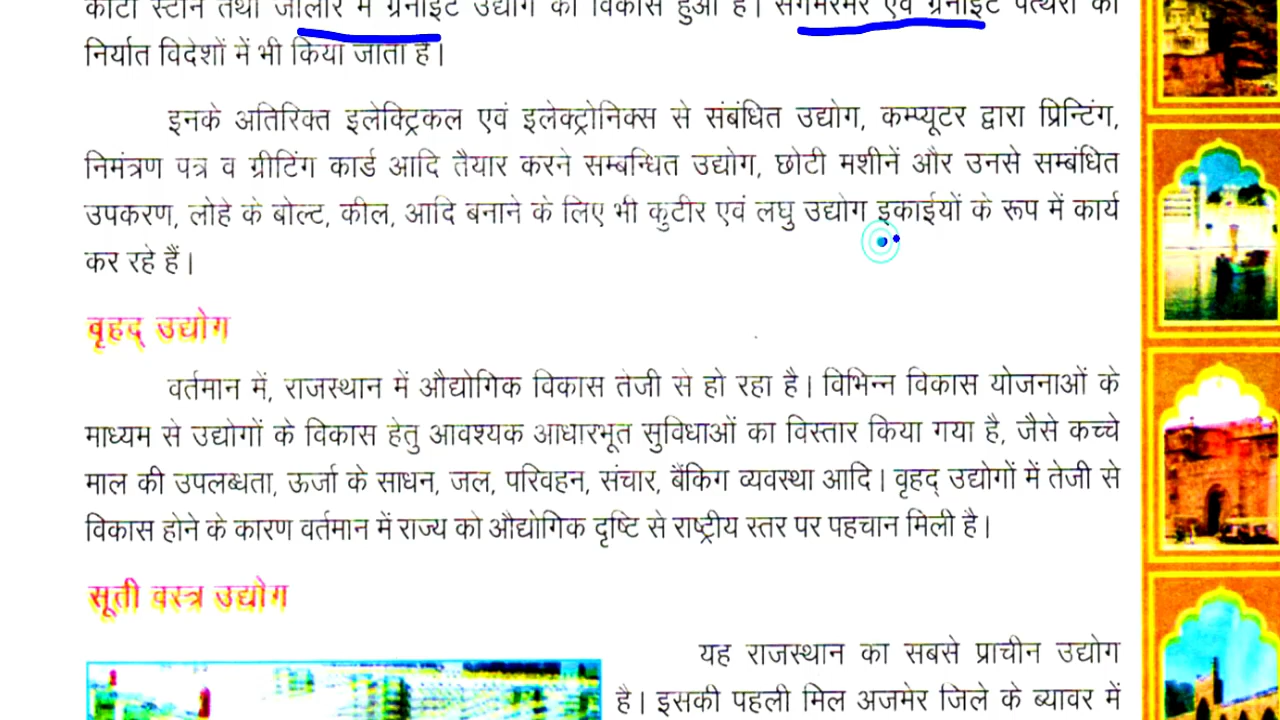 कोटा स्टोन तथा जालोर में ग्रेनाइट उद्योग का विकास हुआ है। संगमरमर एवं ग्रेनाइट पत्थरों का
निर्यात विदेशों में भी किया जाता है।
इनके अतिरिक्त इलेक्ट्रिकल एवं इलेक्ट्रोनिक्स से संबंधित उद्योग, कम्प्यूटर द्वारा प्रिन्टिंग,
निमंत्रण पत्र व ग्रीटिंग कार्ड आदि तैयार करने सम्बन्धित उद्योग, छोटी मशीनें और उनसे सम्बंधित
उपकरण, लोहे के बोल्ट, कील, आदि बनाने के लिए भी कुटीर एवं लघु उद्योग इकाईयों के रूप में कार्य
कर रहे हैं।
वृहद् उद्योग
वर्तमान में, राजस्थान में औद्योगिक विकास तेजी से हो रहा है। विभिन्न विकास योजनाओं के
माध्यम से उद्योगों के विकास हेतु आवश्यक आधारभूत सुविधाओं का विस्तार किया गया है, जैसे कच्चे
माल की उपलब्धता, ऊर्जा के साधन, जल, परिवहन, संचार, बैंकिग व्यवस्था आदि। वृहद् उद्योगों में तेजी से
विकास होने के कारण वर्तमान में राज्य को औद्योगिक दृष्टि से राष्ट्रीय स्तर पर पहचान मिली है।
सूती वस्त्र उद्योग
यह राजस्थान का सबसे प्राचीन उद्योग
है। इसकी पहली मिल अजमेर जिले के ब्यावर में